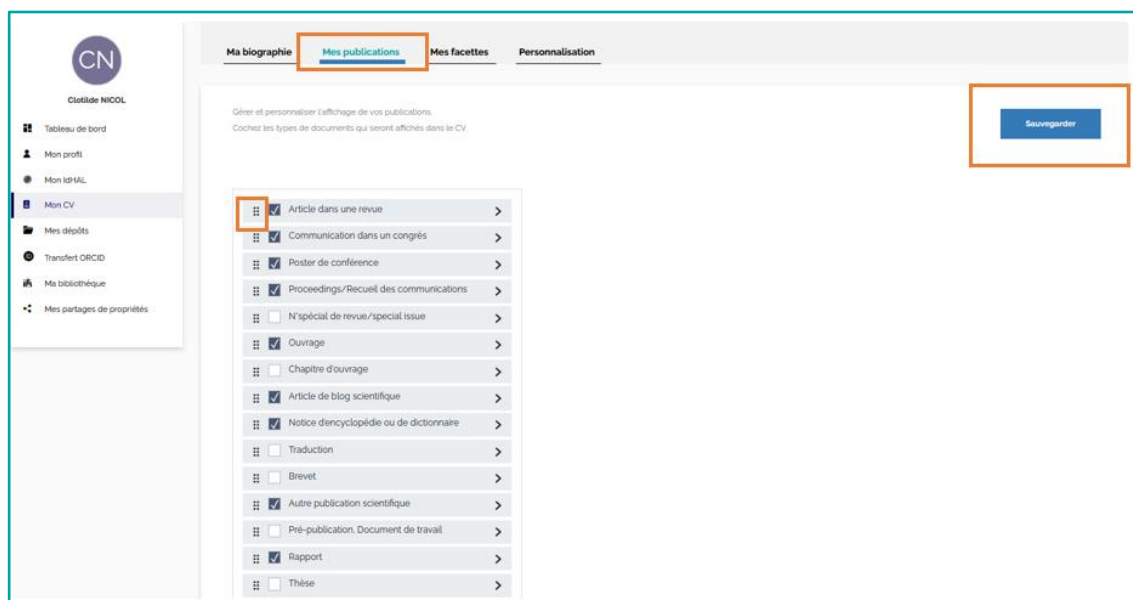 CN
Clotilde NICOL
Tableau de bord
Mon profil
Mon IdHAL
Mon CV
Mes dépôts
Transfert ORCID
Ma bibliothèque
Mes partages de propriétés
Ma biographie
Mes publications
Mes facettes
Personnalisation
Gérer et personnaliser l'affichage de vos publications.
Cochez les types de documents qui seront affichés dans le CV.
Sauvegarder
Article dans une revue
Communication dans un congrès
Poster de conférence
Proceedings/Recueil des communications
N°spécial de revue/special issue
Ouvrage
Chapitre d'ouvrage
Article de blog scientifique
Notice d'encyclopédie ou de dictionnaire
Traduction
Brevet
Autre publication scientifique
Pré-publication, Document de travail
Rapport
Thèse